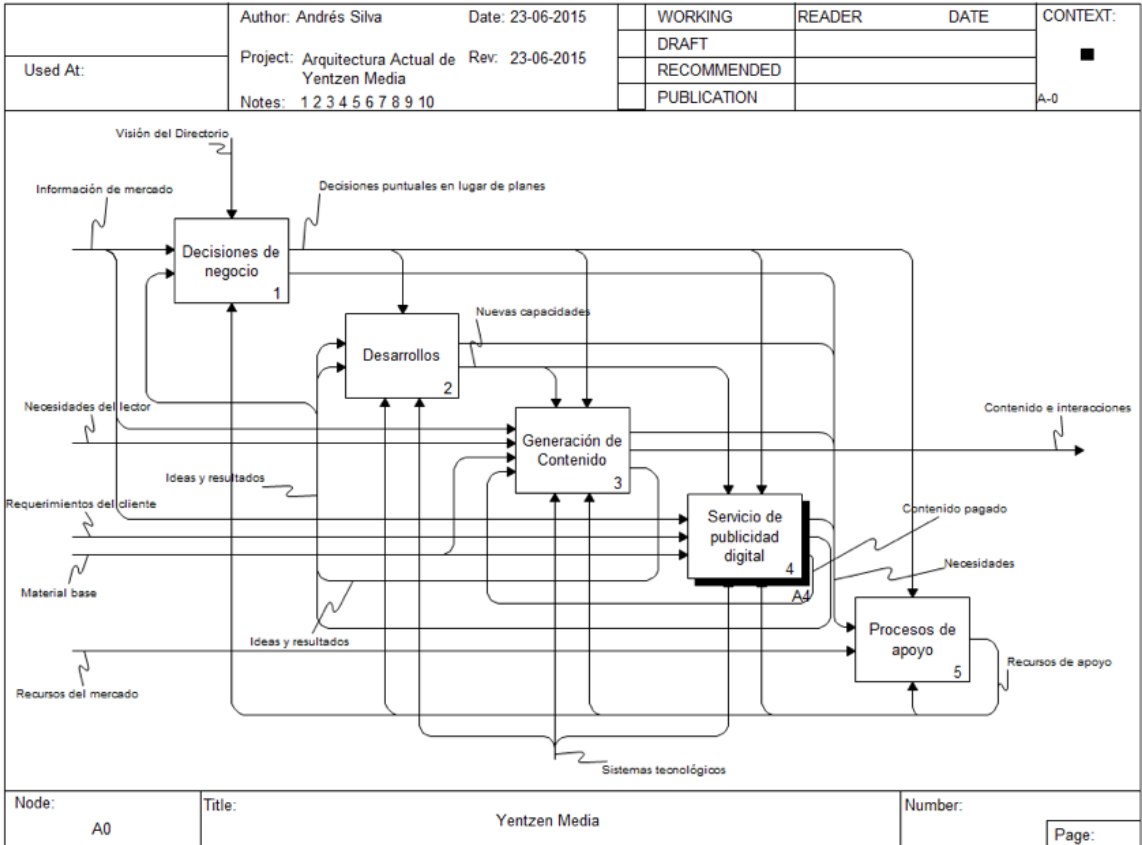 Used At:
Author: Andrés Silva
Date: 23-06-2015
Project: Arquitectura Actual de
Yentzen Media
Rev: 23-06-2015
Notes: 1 2 3 4 5 6 7 8 9 10
WORKING
DRAFT
RECOMMENDED
PUBLICATION
READER
DATE
CONTEXT:
A-0
Visión del Directorio
Información de mercado
Decisiones puntuales en lugar de planes
Decisiones de
negocio
1
Nuevas capacidades
Desarrollos
2
Necesidades del lector
Contenido e interacciones
Generación de
Contenido
3
Ideas y resultados
Requerimientos del cliente
Servicio de
publicidad
digital
4
A4
Contenido pagado
Necesidades
Material base
Ideas y resultados
Procesos de
apoyo
5
Recursos de apoyo
Recursos del mercado
Sistemas tecnológicos
Node:
A0
Title:
Yentzen Media
Number:
Page: